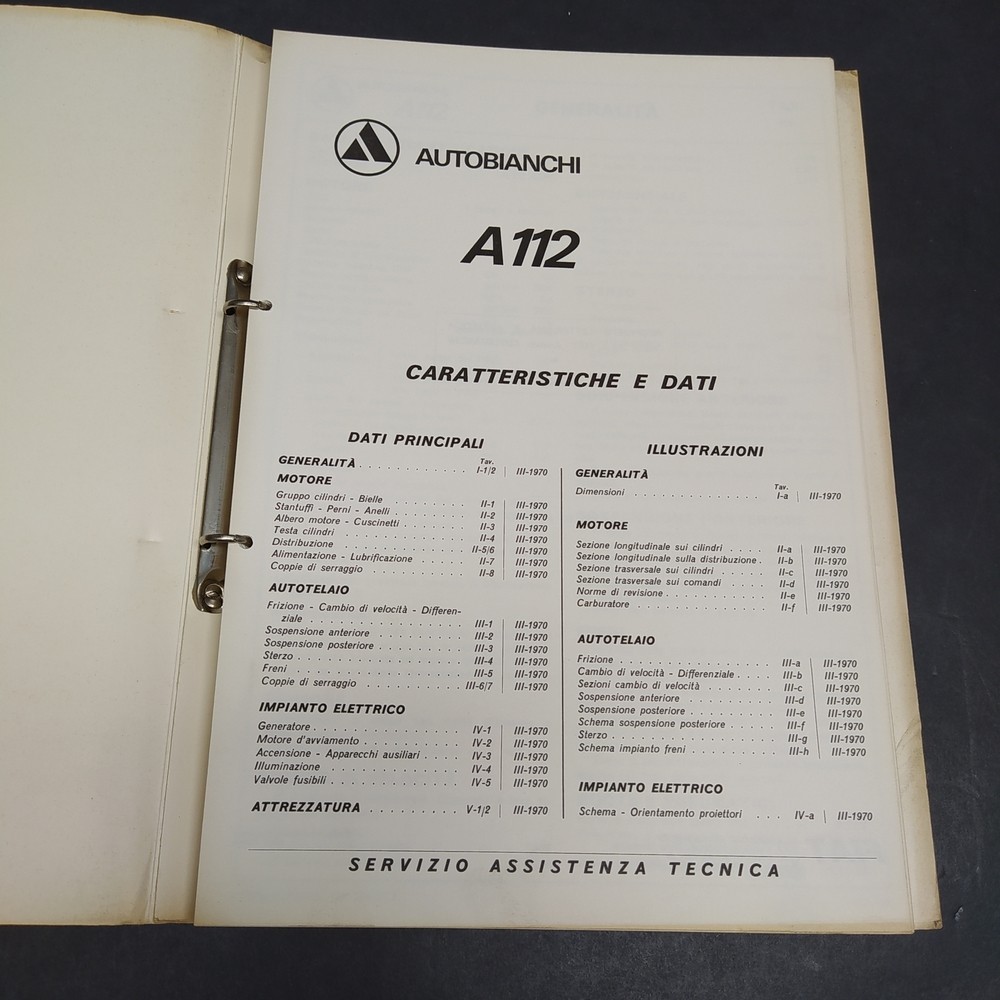 AUTOBIANCHI
A112
CARATTERISTICHE E DATI
DATI PRINCIPALI
Tav.
GENERALITÀ . . . . . . . . . . . . I-1/2 | III-1970
MOTORE
Gruppo cilindri - Bielle . . . . . . . . II-1 | III-1970
Stantuffi - Perni - Anelli . . . . . . . . II-2 | III-1970
Albero motore - Cuscinetti . . . . . . . II-3 | III-1970
Testa cilindri . . . . . . . . . . . . II-4 | III-1970
Distribuzione . . . . . . . . . . . . II-5/6 | III-1970
Alimentazione - Lubrificazione . . . . . II-7 | III-1970
Coppie di serraggio . . . . . . . . . . II-8 | III-1970
AUTOTELAIO
Frizione - Cambio di velocità - Differen-
ziale . . . . . . . . . . . . . . . III-1 | III-1970
Sospensione anteriore . . . . . . . . . III-2 | III-1970
Sospensione posteriore . . . . . . . . . III-3 | III-1970
Sterzo . . . . . . . . . . . . . . . III-4 | III-1970
Freni . . . . . . . . . . . . . . . III-5 | III-1970
Coppie di serraggio . . . . . . . . . . III-6/7 | III-1970
IMPIANTO ELETTRICO
Generatore . . . . . . . . . . . . . . IV-1 | III-1970
Motore d'avviamento . . . . . . . . . . IV-2 | III-1970
Accensione - Apparecchi ausiliari . . . . IV-3 | III-1970
Illuminazione . . . . . . . . . . . . . IV-4 | III-1970
Valvole fusibili . . . . . . . . . . . . IV-5 | III-1970
ATTREZZATURA . . . . . . . . V-1/2 | III-1970
ILLUSTRAZIONI
GENERALITÀ
Tav.
Dimensioni . . . . . . . . . . . . . . I-a | III-1970
MOTORE
Sezione longitudinale sui cilindri . . . . II-a | III-1970
Sezione longitudinale sulla distribuzione . II-b | III-1970
Sezione trasversale sui cilindri . . . . . II-c | III-1970
Sezione trasversale sui comandi . . . . . II-d | III-1970
Norme di revisione . . . . . . . . . . . II-e | III-1970
Carburatore . . . . . . . . . . . . . . II-f | III-1970
AUTOTELAIO
Frizione . . . . . . . . . . . . . . . III-a | III-1970
Cambio di velocità - Differenziale . . . . III-b | III-1970
Sezioni cambio di velocità . . . . . . . III-c | III-1970
Sospensione anteriore . . . . . . . . . III-d | III-1970
Sospensione posteriore . . . . . . . . . III-e | III-1970
Schema sospensione posteriore . . . . . III-f | III-1970
Sterzo . . . . . . . . . . . . . . . . III-g | III-1970
Schema impianto freni . . . . . . . . . III-h | III-1970
IMPIANTO ELETTRICO
Schema - Orientamento proiettori . . . IV-a | III-1970
SERVIZIO ASSISTENZA TECNICA